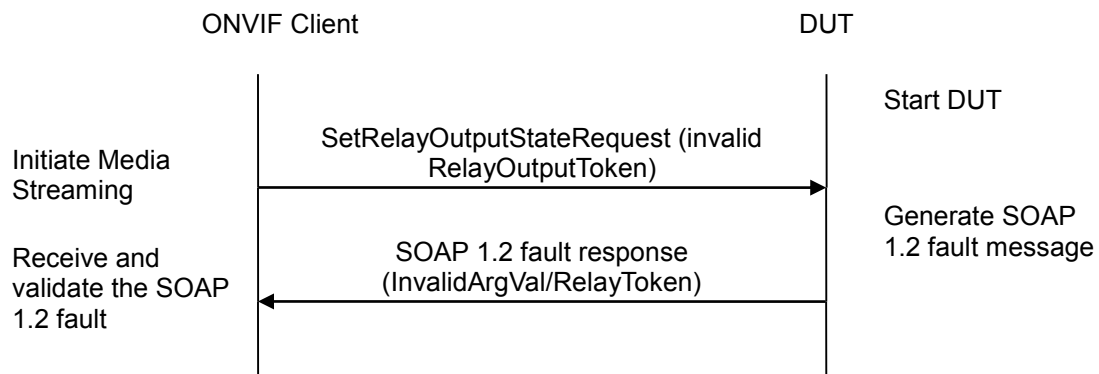 ONVIF Client
DUT
Start DUT
SetRelayOutputStateRequest (invalid
RelayOutputToken)
Initiate Media
Streaming
Generate SOAP
1.2 fault message
SOAP 1.2 fault response
(InvalidArgVal/RelayToken)
Receive and
validate the SOAP
1.2 fault